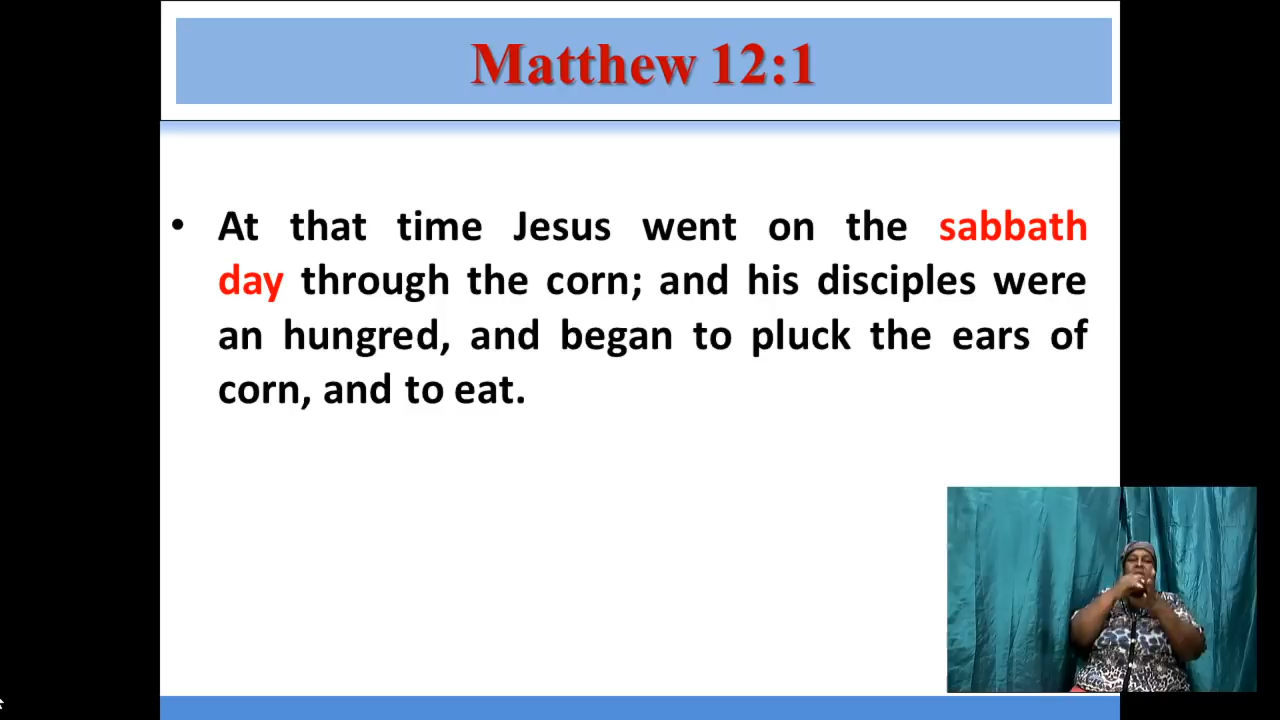 Matthew 12:1
• At that time Jesus went on the sabbath
day through the corn; and his disciples were
an hungred, and began to pluck the ears of
corn, and to eat.